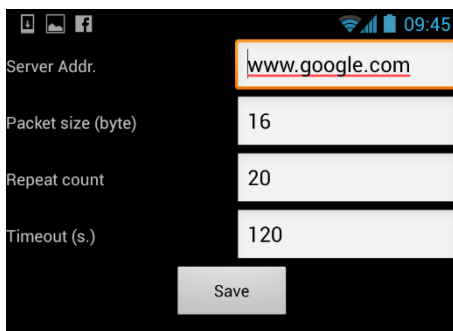 09:45
Server Addr. www.google.com
Packet size (byte) 16
Repeat count 20
Timeout (s.) 120
Save